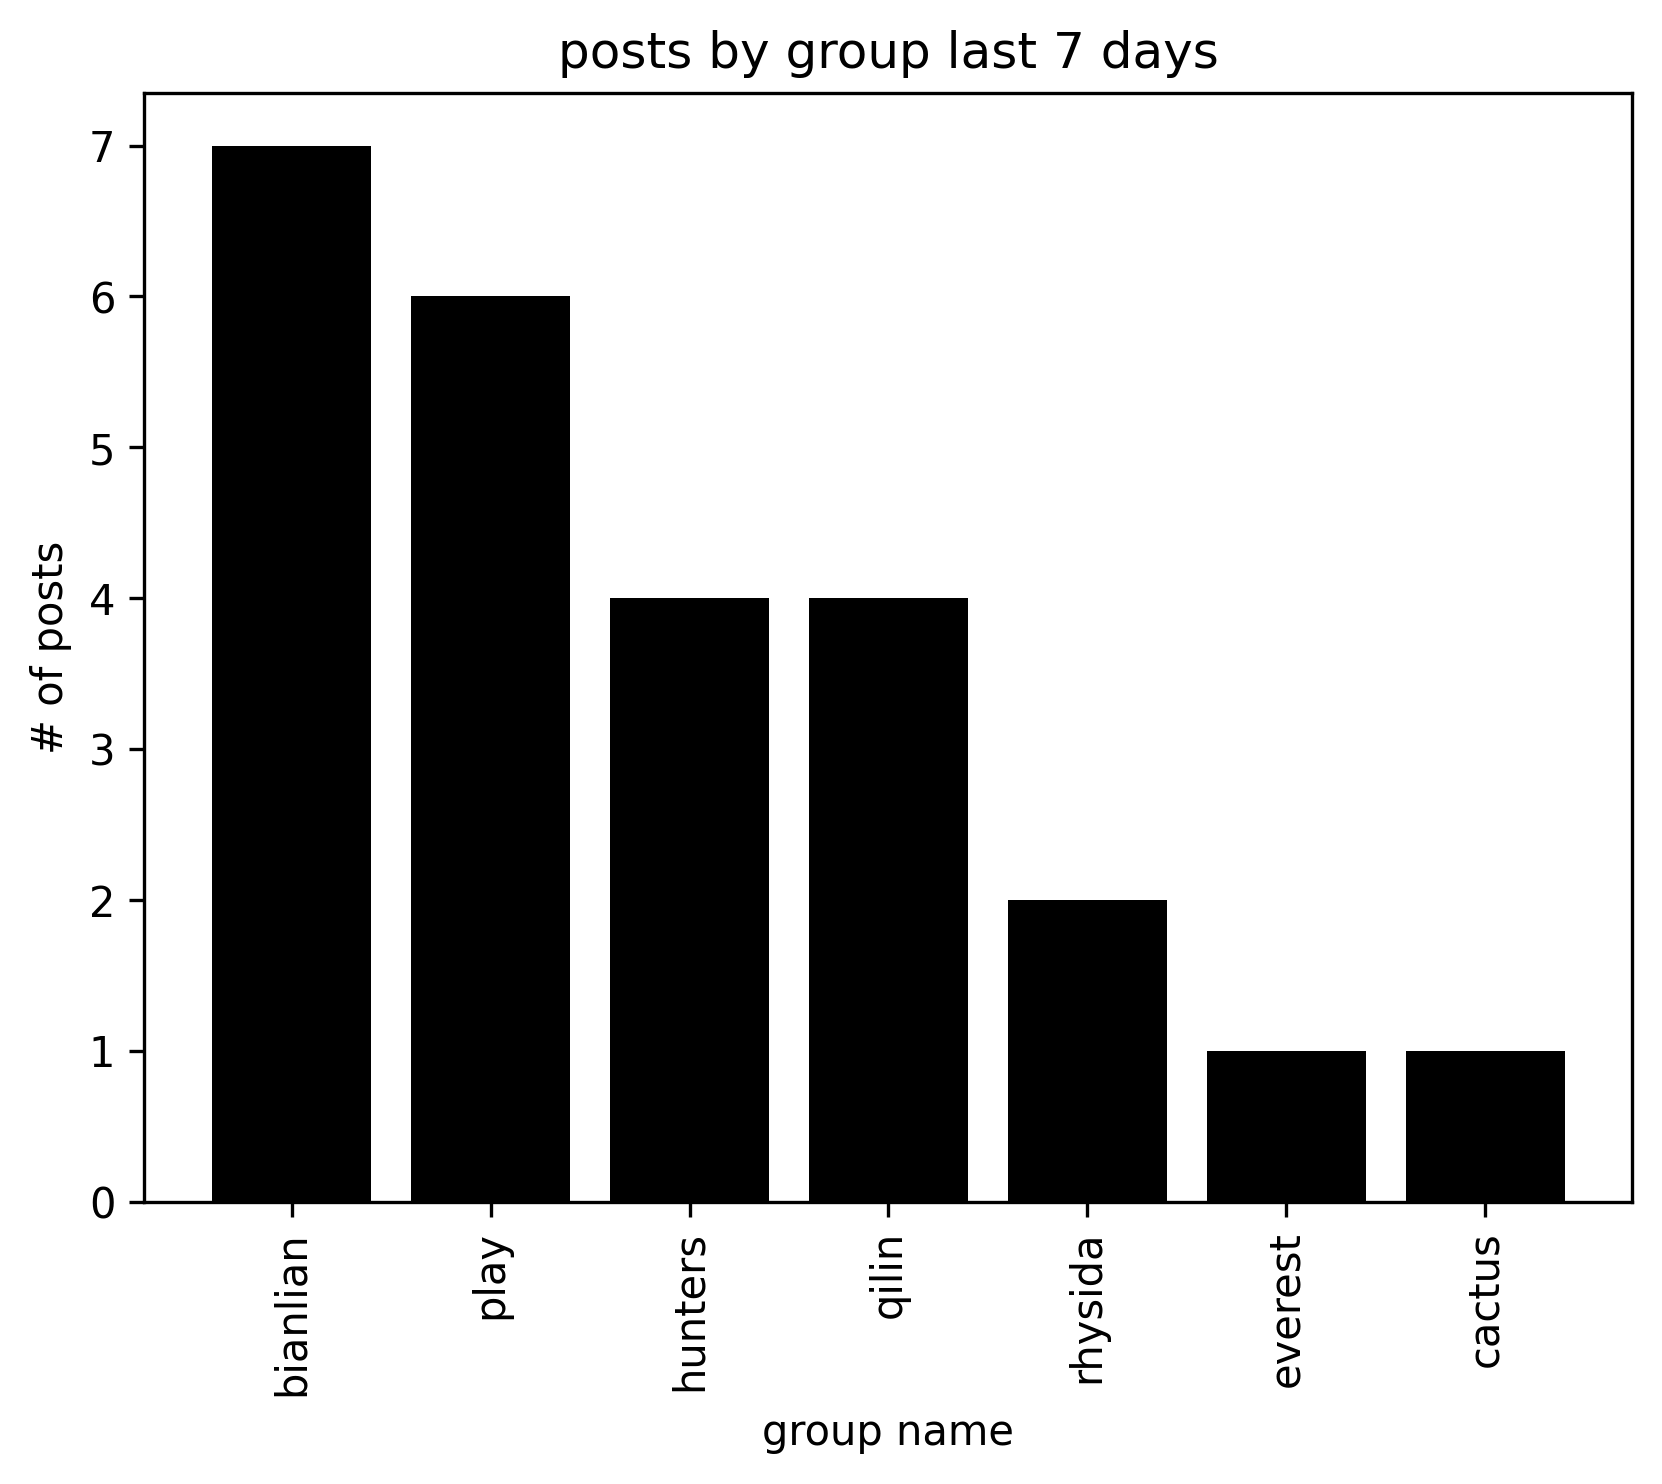 posts by group last 7 days
# of posts
7
6
5
4
3
2
1
0
bianlian
play
hunters
qilin
rhysida
everest
cactus
group name